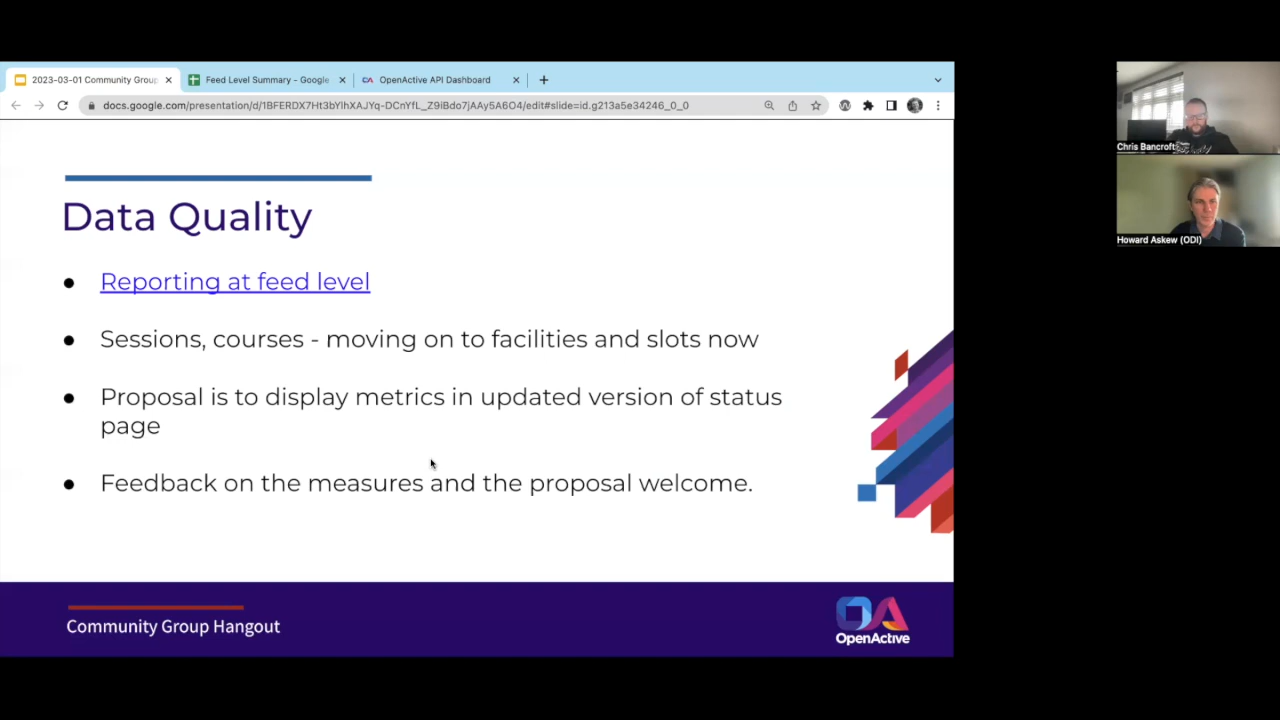 2023-03-01 Community Group
Feed Level Summary - Google
OpenActive API Dashboard
docs.google.com/presentation/d/1BFERDX7Ht3bYlhXAJYq-DCnYfL_Z9iBdo7jAAy5A6O4/edit#slide=id.g213a5e34246_0_0
Data Quality
● Reporting at feed level
● Sessions, courses - moving on to facilities and slots now
● Proposal is to display metrics in updated version of status
page
● Feedback on the measures and the proposal welcome.
Community Group Hangout
OA
OpenActive
Chris Bancroft
Howard Askew (ODI)